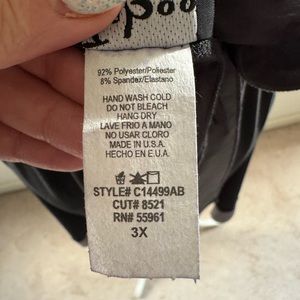 92% Polyester/Poliester
8% Spandex/Elastano
HAND WASH COLD
DO NOT BLEACH
HANG DRY
LAVE FRIO A MANO
NO USAR CLORO
MADE IN U.S.A.
HECHO EN E.U.A.
STYLE# C14499AB
CUT# 8521
RN# 55961
3X